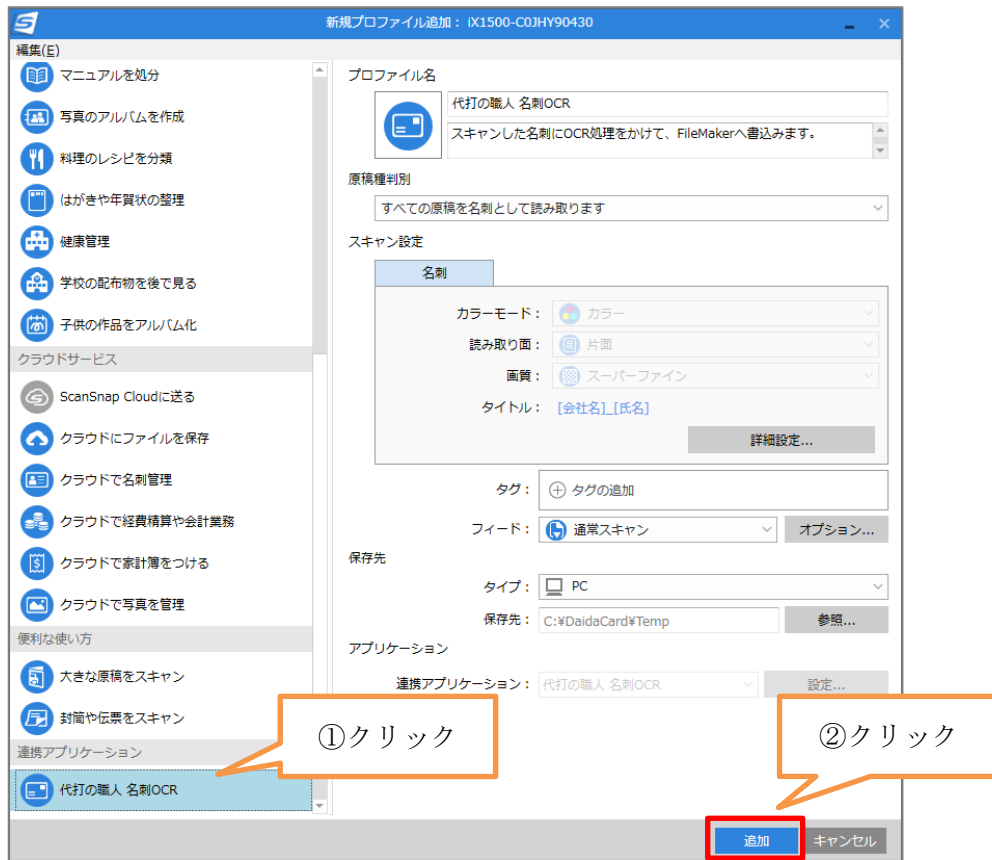 新規プロファイル追加： iX1500-C0JHY90430
編集(E)
マニュアルを処分
写真のアルバムを作成
料理のレシピを分類
はがきや年賀状の整理
健康管理
学校の配布物を後で見る
子供の作品をアルバム化
クラウドサービス
ScanSnap Cloudに送る
クラウドにファイルを保存
クラウドで名刺管理
クラウドで経費精算や会計業務
クラウドで家計簿をつける
クラウドで写真を管理
便利な使い方
大きな原稿をスキャン
封筒や伝票をスキャン
連携アプリケーション
代打の職人 名刺OCR
①クリック
プロファイル名
代打の職人 名刺OCR
スキャンした名刺にOCR処理をかけて、FileMakerへ書込みます。
原稿種判別
すべての原稿を名刺として読み取ります
スキャン設定
名刺
カラーモード： カラー
読み取り面： 片面
画質： スーパーファイン
タイトル： [会社名]_[氏名]
詳細設定...
タグ： タグの追加
フィード： 通常スキャン オプション...
保存先
タイプ： PC
保存先： C:¥DaidaCard¥Temp 参照...
アプリケーション
連携アプリケーション： 代打の職人 名刺OCR 設定...
②クリック
追加 キャンセル